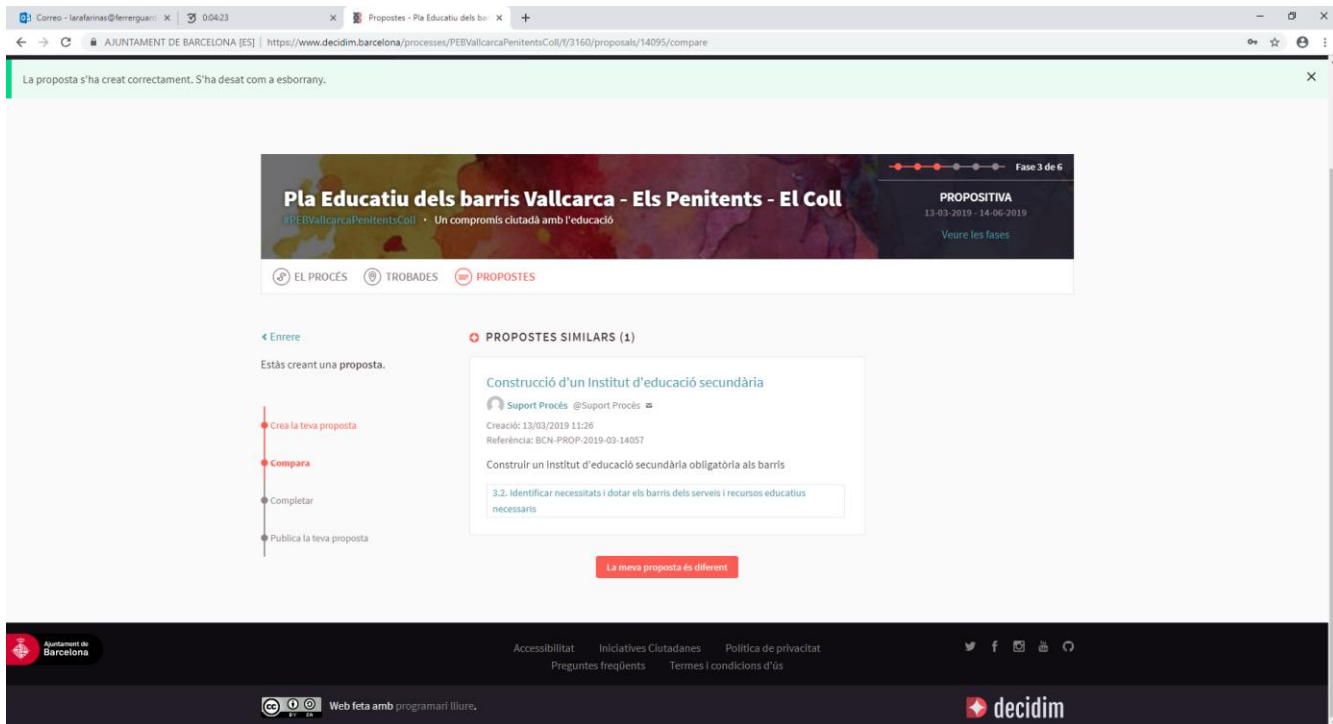 Correo - larafarinas@ferrerguard
0:04:23
Propostes - Pla Educatiu dels bar
AJUNTAMENT DE BARCELONA [ES] | https://www.decidim.barcelona/processes/PEBVallcarcaPenitentsColl/f/3160/proposals/14095/compare
La proposta s'ha creat correctament. S'ha desat com a esborrany.
Fase 3 de 6
Pla Educatiu dels barris Vallcarca - Els Penitents - El Coll
#PEBVallcarcaPenitentsColl · Un compromís ciutadà amb l'educació
PROPOSITIVA
13-03-2019 - 14-06-2019
Veure les fases
EL PROCÉS TROBADES PROPOSTES
Enrere
Estàs creant una proposta.
Crea la teva proposta
Compara
Completar
Publica la teva proposta
PROPOSTES SIMILARS (1)
Construcció d'un Institut d'educació secundària
Suport Procés @Suport Procés
Creació: 13/03/2019 11:26
Referència: BCN-PROP-2019-03-14057
Construir un Institut d'educació secundària obligatòria als barris
3.2. Identificar necessitats i dotar els barris dels serveis i recursos educatius
necessaris
La meva proposta és diferent
Ajuntament de
Barcelona
Accessibilitat Iniciatives Ciutadanes Política de privacitat
Preguntes freqüents Termes i condicions d'ús
cc BY SA
Web feta amb programari lliure.
decidim